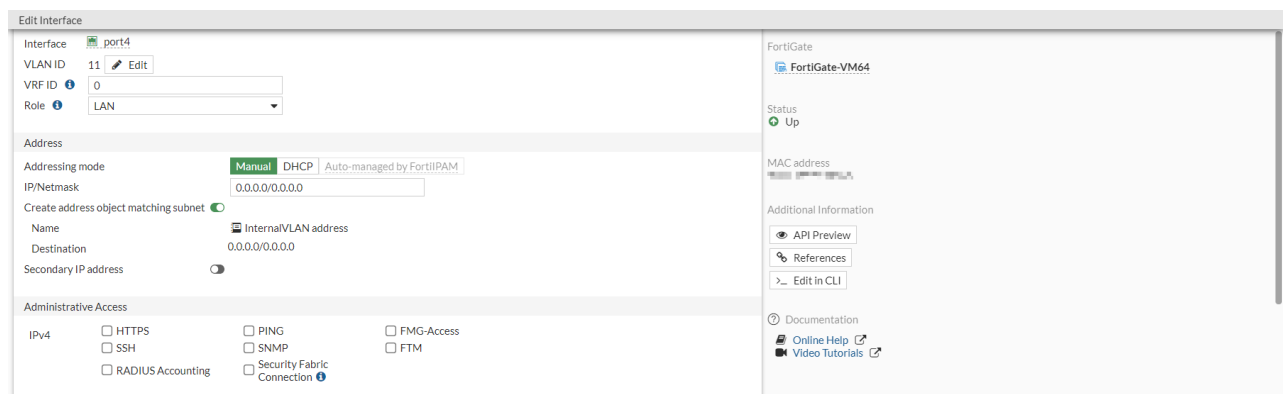 Edit Interface
Interface port4
VLAN ID 11 Edit
VRF ID 0
Role LAN
Address
Addressing mode Manual DHCP Auto-managed by FortiIPAM
IP/Netmask 0.0.0.0/0.0.0.0
Create address object matching subnet
Name InternalVLAN address
Destination 0.0.0.0/0.0.0.0
Secondary IP address
Administrative Access
IPv4 HTTPS PING FMG-Access
SSH SNMP FTM
RADIUS Accounting Security Fabric
Connection
FortiGate
FortiGate-VM64
Status
Up
MAC address
Additional Information
API Preview
References
>_ Edit in CLI
Documentation
Online Help
Video Tutorials